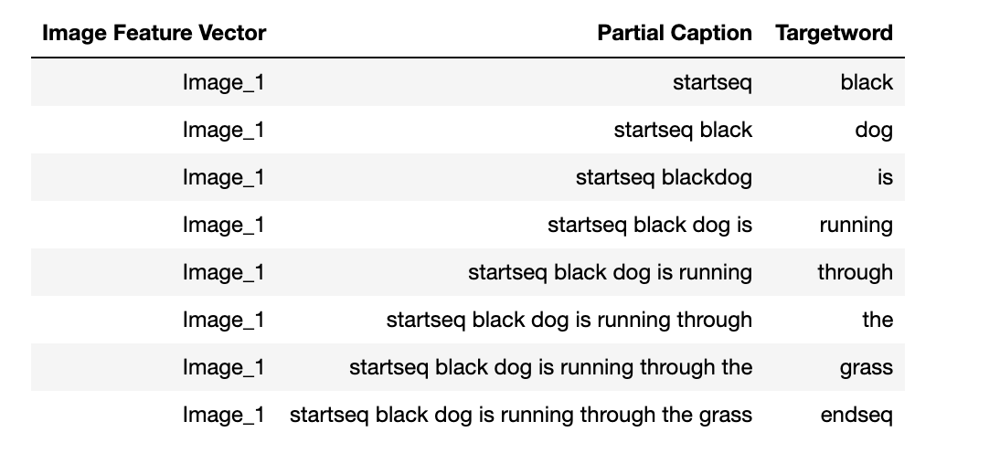 Image Feature Vector Partial Caption Targetword
Image_1 startseq black
Image_1 startseq black dog
Image_1 startseq blackdog is
Image_1 startseq black dog is running
Image_1 startseq black dog is running through
Image_1 startseq black dog is running through the
Image_1 startseq black dog is running through the grass
Image_1 startseq black dog is running through the grass endseq